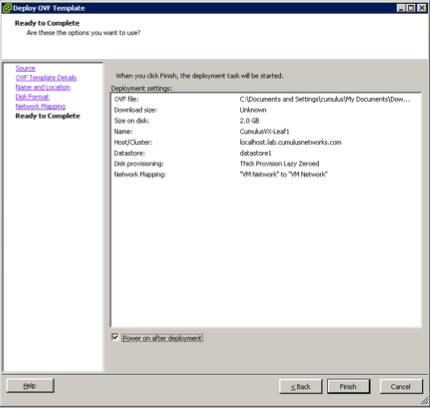 Deploy OVF Template
Ready to Complete
Are these the options you want to use?
Source
OVF Template Details
Name and Location
Disk Format
Network Mapping
Ready to Complete
When you click Finish, the deployment task will be started.
Deployment settings:
OVF file: C:\Documents and Settings\cumulus\My Documents\Dow...
Download size: Unknown
Size on disk: 2.0 GB
Name: CumulusVX-Leaf1
Host/Cluster: localhost.lab.cumulusnetworks.com
Datastore: datastore1
Disk provisioning: Thick Provision Lazy Zeroed
Network Mapping: "VM Network" to "VM Network"
Power on after deployment
Help
≤ Back
Finish
Cancel